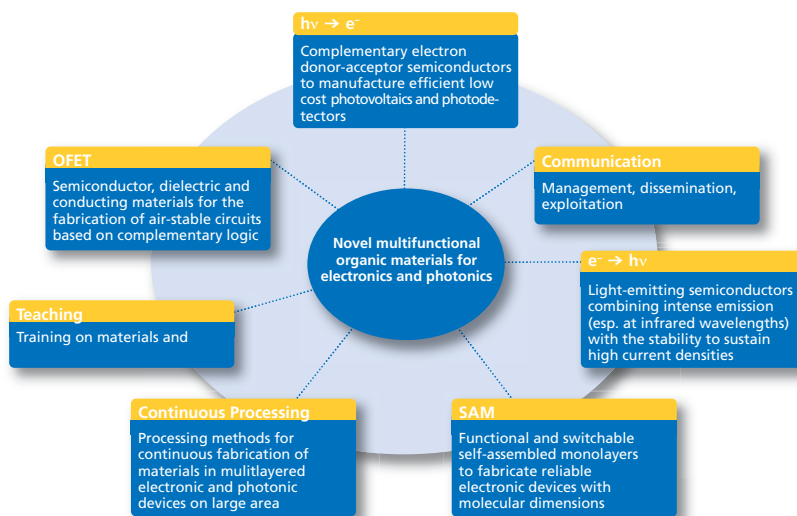 hν → e⁻
Complementary electron
donor-acceptor semiconductors
to manufacture efficient low
cost photovoltaics and photode-
tectors
OFET
Semiconductor, dielectric and
conducting materials for the
fabrication of air-stable circuits
based on complementary logic
Communication
Management, dissemination,
exploitation
Novel multifunctional
organic materials for
electronics and photonics
e⁻ → hν
Light-emitting semiconductors
combining intense emission
(esp. at infrared wavelengths)
with the stability to sustain
high current densities
Teaching
Training on materials and
Continuous Processing
Processing methods for
continuous fabrication of
materials in mulitlayered
electronic and photonic
devices on large area
SAM
Functional and switchable
self-assembled monolayers
to fabricate reliable
electronic devices with
molecular dimensions